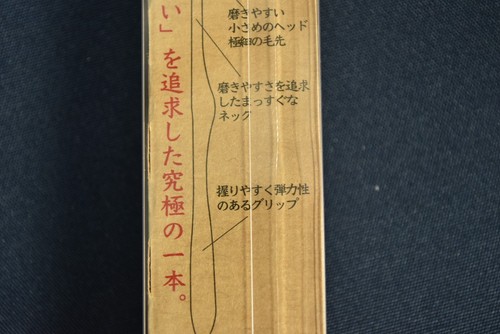 磨きやすい
小さめのヘッド
極細の毛先
磨きやすさを追求
したまっすぐな
ネック
握りやすく弾力性
のあるグリップ
い」を追求した究極の一本。